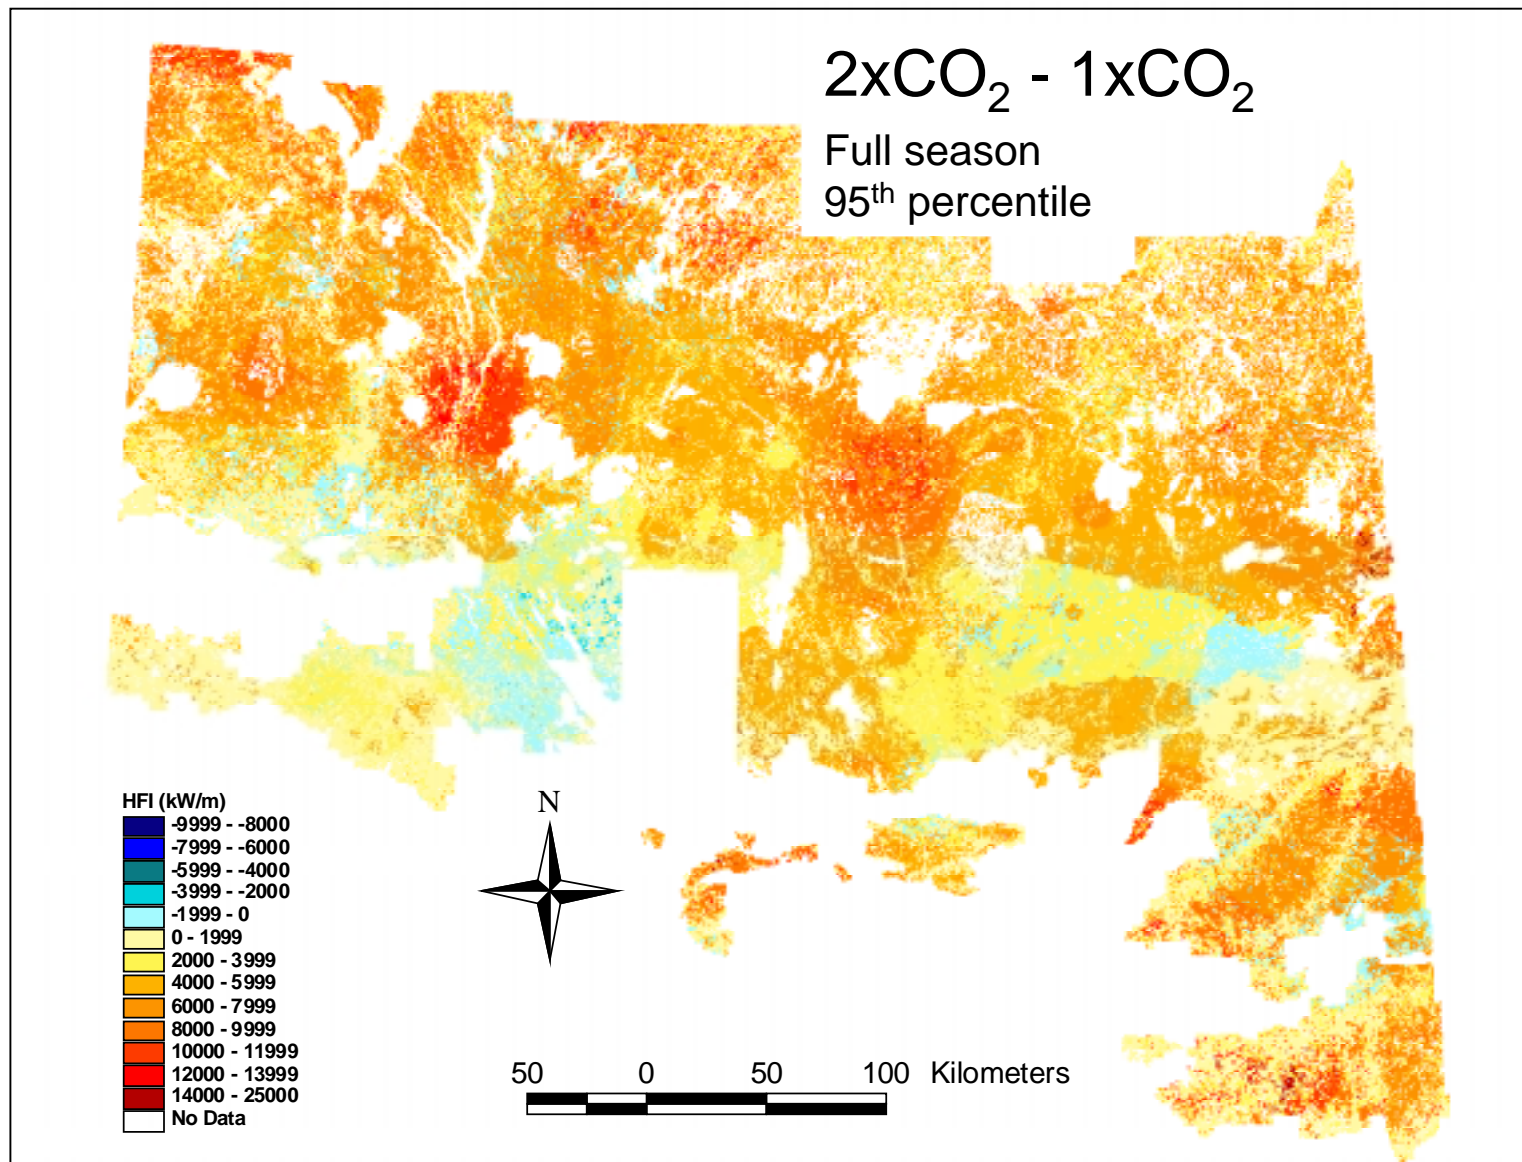 2xCO₂ - 1xCO₂
Full season
95ᵗʰ percentile
HFI (kW/m)
-9999 - -8000
-7999 - -6000
-5999 - -4000
-3999 - -2000
-1999 - 0
0 - 1999
2000 - 3999
4000 - 5999
6000 - 7999
8000 - 9999
10000 - 11999
12000 - 13999
14000 - 25000
No Data
N
50 0 50 100 Kilometers